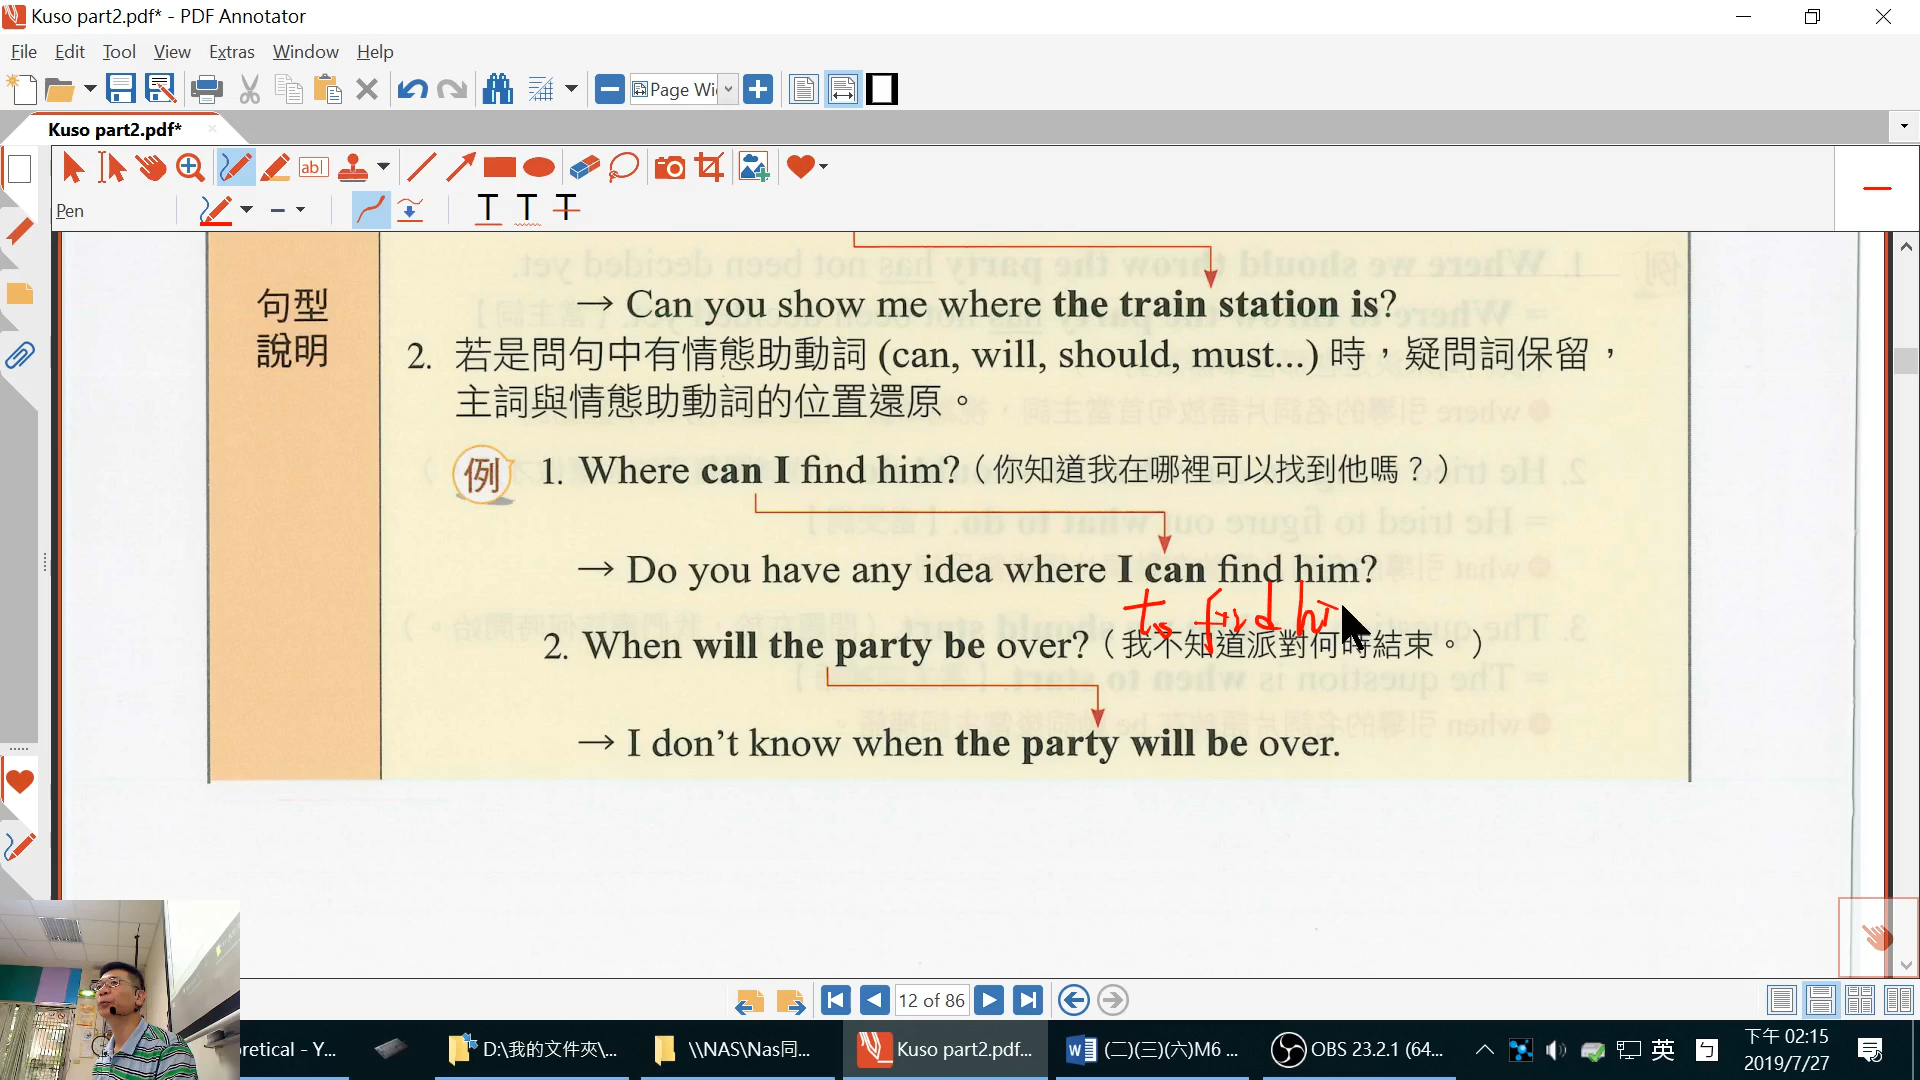 Kuso part2.pdf* - PDF Annotator
File Edit Tool View Extras Window Help
Page Wi
Kuso part2.pdf*
ab|
Pen
T T T
→ Can you show me where the train station is?
句型
說明
2. 若是問句中有情態助動詞 (can, will, should, must...) 時，疑問詞保留，
主詞與情態助動詞的位置還原。
例 1. Where can I find him?（你知道我在哪裡可以找到他嗎？）
→ Do you have any idea where I can find him?
to find hi
2. When will the party be over?（我不知道派對何時結束。）
→ I don't know when the party will be over.
12 of 86
oretical - Y... D:\我的文件夾\... \\NAS\Nas同... Kuso part2.pdf... (二)(三)(六)M6 ... OBS 23.2.1 (64... 英 ㄅ 下午 02:15
2019/7/27